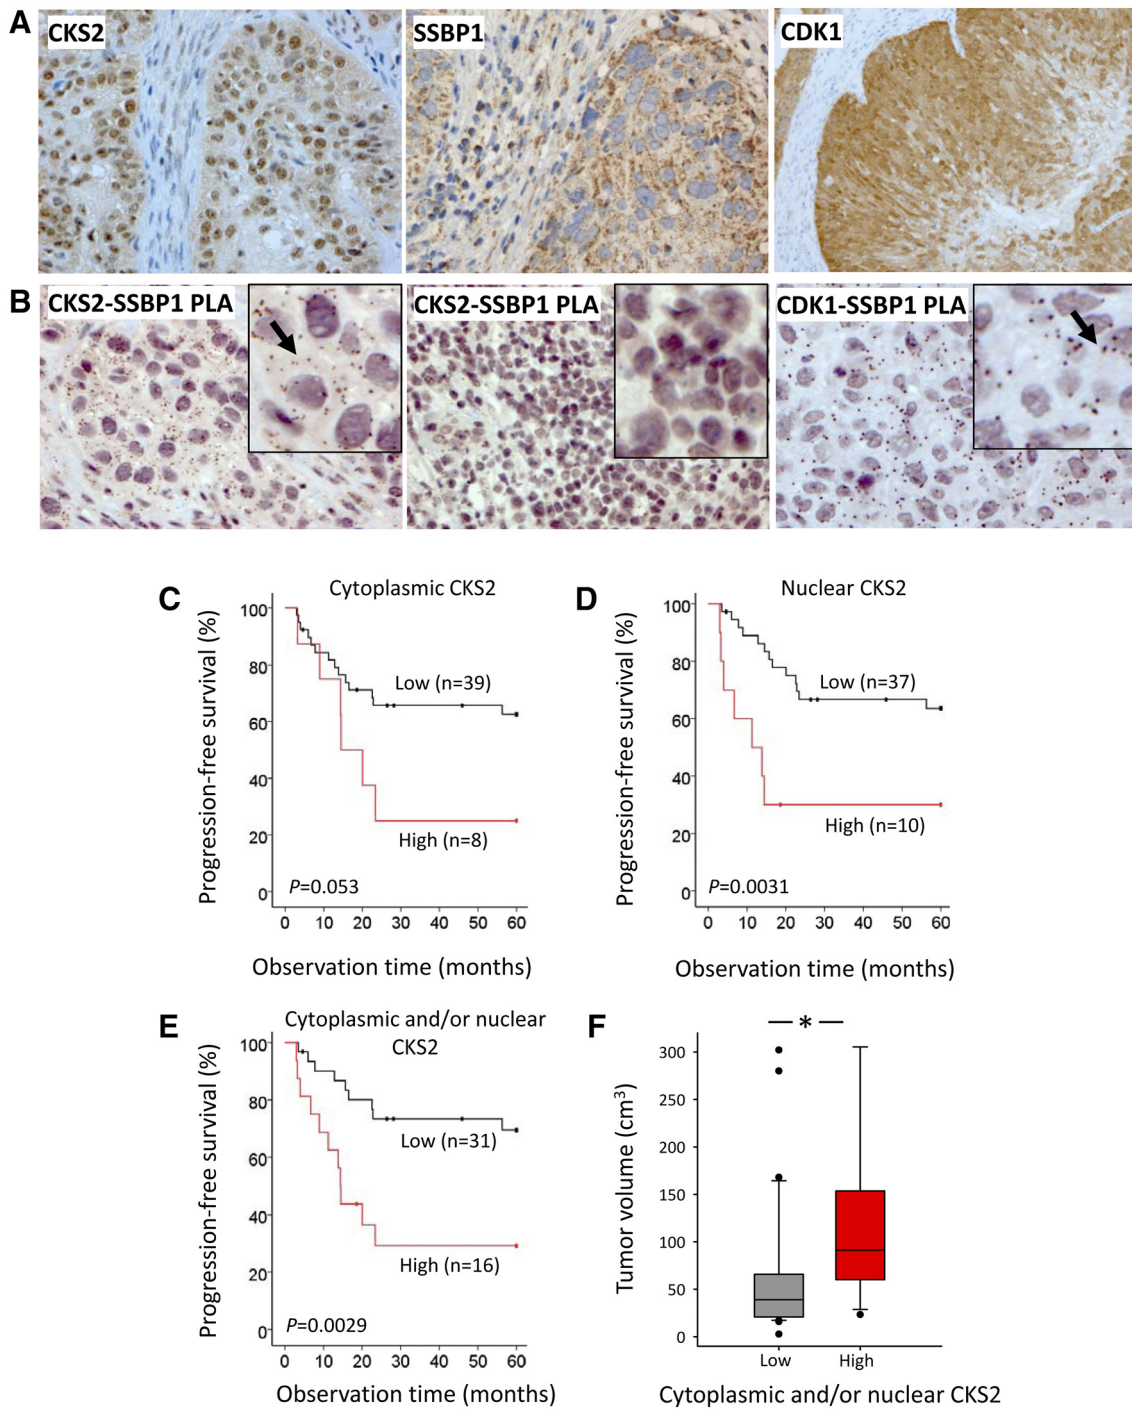 A
CKS2
SSBP1
CDK1
B
CKS2-SSBP1 PLA
CKS2-SSBP1 PLA
CDK1-SSBP1 PLA
C
Cytoplasmic CKS2
Progression-free survival (%)
100
80
60
40
20
0
Low (n=39)
High (n=8)
P=0.053
0 10 20 30 40 50 60
Observation time (months)
D
Nuclear CKS2
Progression-free survival (%)
100
80
60
40
20
0
Low (n=37)
High (n=10)
P=0.0031
0 10 20 30 40 50 60
Observation time (months)
E
Cytoplasmic and/or nuclear
CKS2
Progression-free survival (%)
100
80
60
40
20
0
Low (n=31)
High (n=16)
P=0.0029
0 10 20 30 40 50 60
Observation time (months)
F
*
Tumor volume (cm³)
300
250
200
150
100
50
0
Low High
Cytoplasmic and/or nuclear CKS2